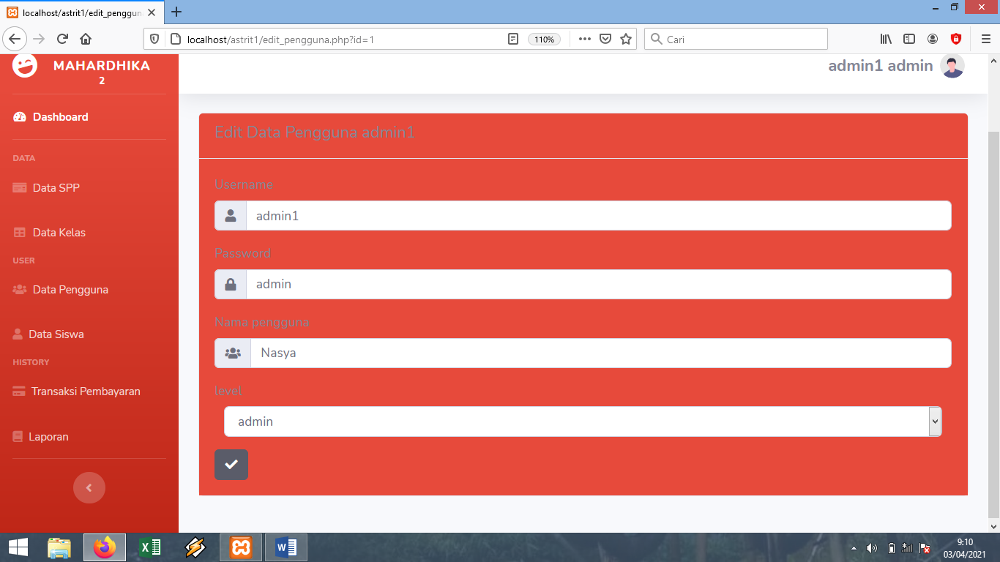 localhost/astrit1/edit_penggun
localhost/astrit1/edit_pengguna.php?id=1
110%
Cari
MAHARDHIKA
2
admin1 admin
Dashboard
DATA
Data SPP
Data Kelas
USER
Data Pengguna
Data Siswa
HISTORY
Transaksi Pembayaran
Laporan
Edit Data Pengguna admin1
Username
admin1
Password
admin
Nama pengguna
Nasya
level
admin
9:10
03/04/2021